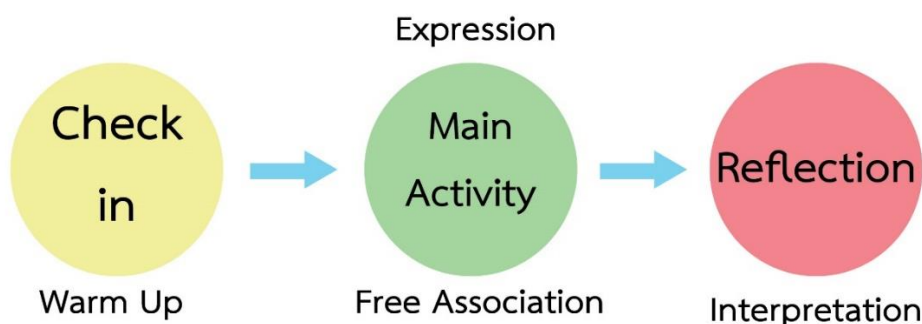 Check
in
Warm Up
Expression
Main
Activity
Free Association
Reflection
Interpretation